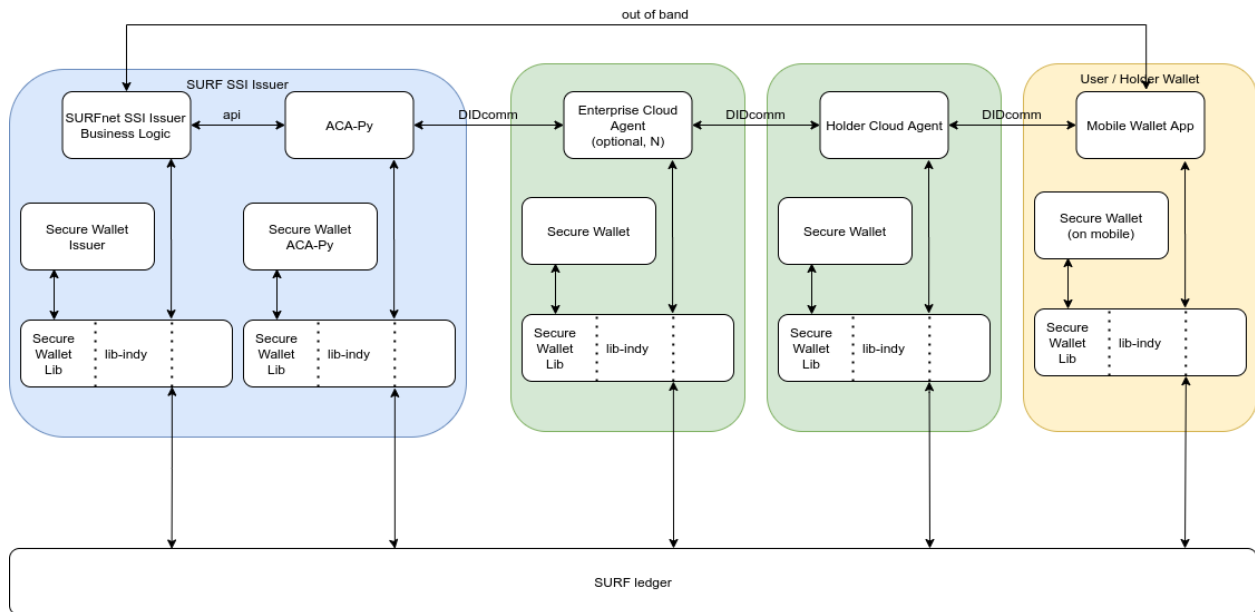 out of band
SURF SSI Issuer
User / Holder Wallet
SURFnet SSI Issuer
Business Logic
api
ACA-Py
DIDcomm
Enterprise Cloud
Agent
(optional, N)
DIDcomm
Holder Cloud Agent
DIDcomm
Mobile Wallet App
Secure Wallet
Issuer
Secure Wallet
ACA-Py
Secure Wallet
Secure Wallet
Secure Wallet
(on mobile)
Secure
Wallet
Lib
lib-indy
Secure
Wallet
Lib
lib-indy
Secure
Wallet
Lib
lib-indy
Secure
Wallet
Lib
lib-indy
Secure
Wallet
Lib
lib-indy
SURF ledger